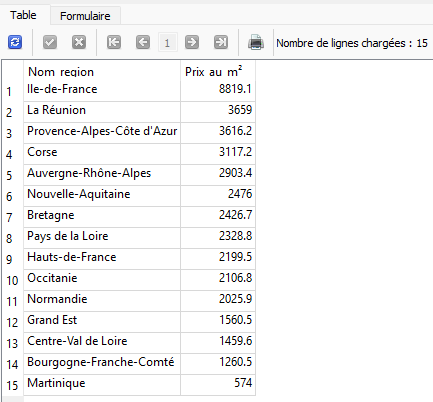 Table Formulaire
1 Nombre de lignes chargées : 15
Nom region Prix au m²
1 Ile-de-France 8819.1
2 La Réunion 3659
3 Provence-Alpes-Côte d'Azur 3616.2
4 Corse 3117.2
5 Auvergne-Rhône-Alpes 2903.4
6 Nouvelle-Aquitaine 2476
7 Bretagne 2426.7
8 Pays de la Loire 2328.8
9 Hauts-de-France 2199.5
10 Occitanie 2106.8
11 Normandie 2025.9
12 Grand Est 1560.5
13 Centre-Val de Loire 1459.6
14 Bourgogne-Franche-Comté 1260.5
15 Martinique 574